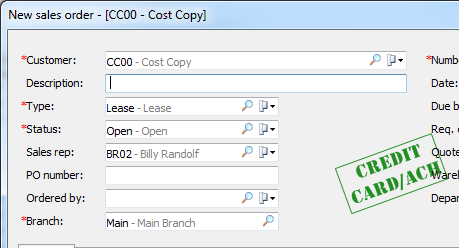 New sales order - [CC00 - Cost Copy]
*Customer: CC00 - Cost Copy
Description:
*Type: Lease - Lease
*Status: Open - Open
Sales rep: BR02 - Billy Randolf
PO number:
Ordered by:
*Branch: Main - Main Branch
CREDIT
CARD/ACH
*Numb
Date:
Due b
Req. c
Quote
Wareh
Depar